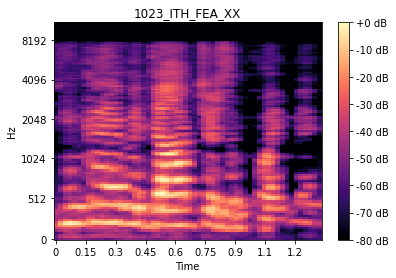 1023_ITH_FEA_XX
+0 dB
8192
-10 dB
4096
-20 dB
-30 dB
2048
Hz
-40 dB
1024
-50 dB
512
-60 dB
-70 dB
0
-80 dB
0 0.15 0.3 0.45 0.6 0.75 0.9 1.1 1.2
Time